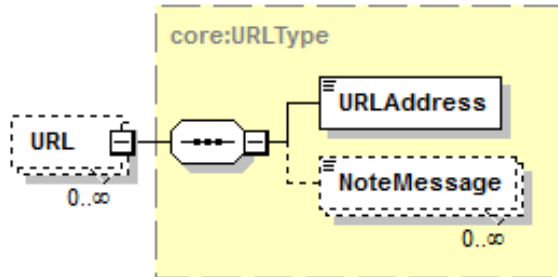 core:URLType
URLAddress
URL
0..∞
NoteMessage
0..∞